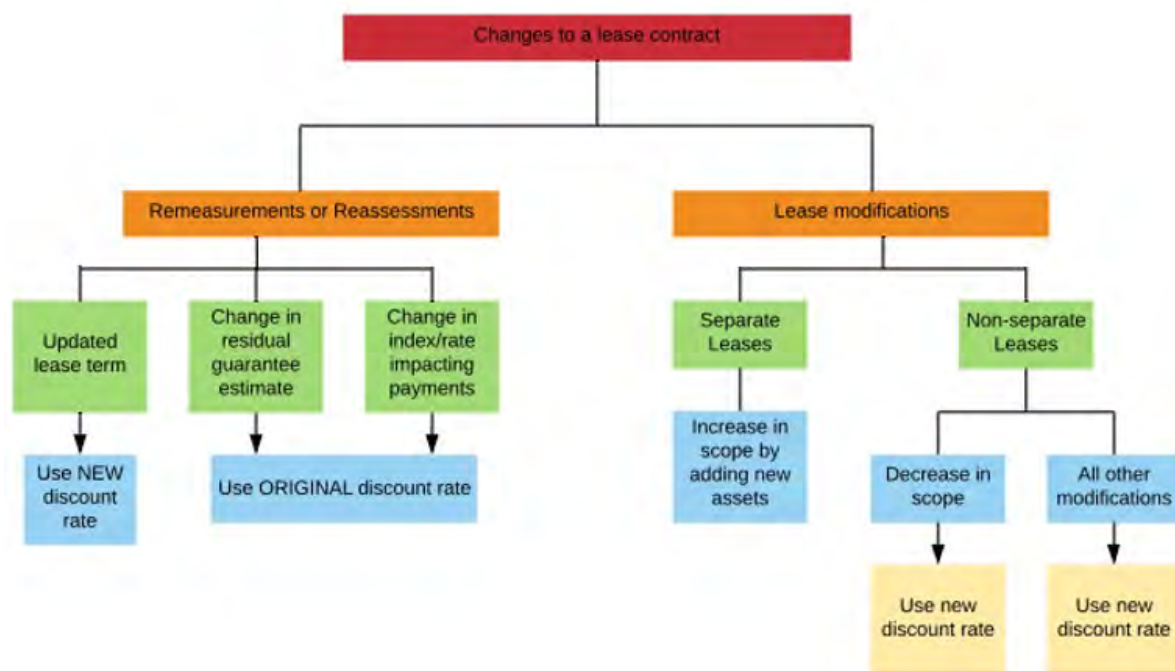 Changes to a lease contract
Remeasurements or Reassessments
Lease modifications
Updated
lease term
Change in
residual
guarantee
estimate
Change in
index/rate
impacting
payments
Separate
Leases
Non-separate
Leases
Use NEW
discount
rate
Use ORIGINAL discount rate
Increase in
scope by
adding new
assets
Decrease in
scope
All other
modifications
Use new
discount rate
Use new
discount rate